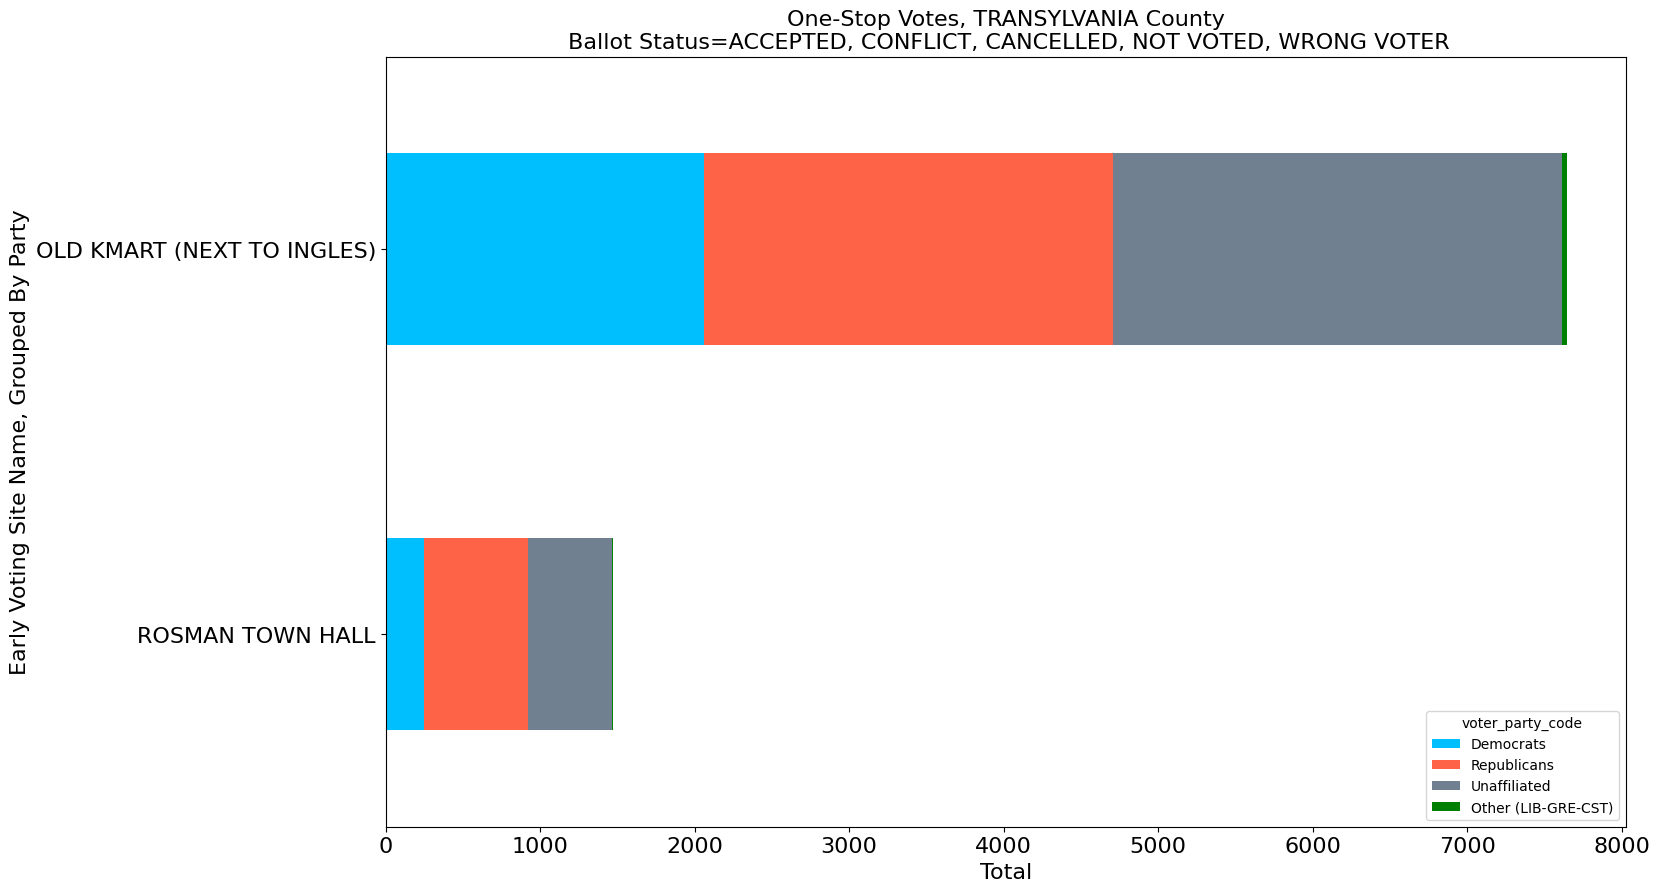 One-Stop Votes, TRANSYLVANIA County
Ballot Status=ACCEPTED, CONFLICT, CANCELLED, NOT VOTED, WRONG VOTER
Early Voting Site Name, Grouped By Party
OLD KMART (NEXT TO INGLES)
ROSMAN TOWN HALL
voter_party_code
Democrats
Republicans
Unaffiliated
Other (LIB-GRE-CST)
0 1000 2000 3000 4000 5000 6000 7000 8000
Total